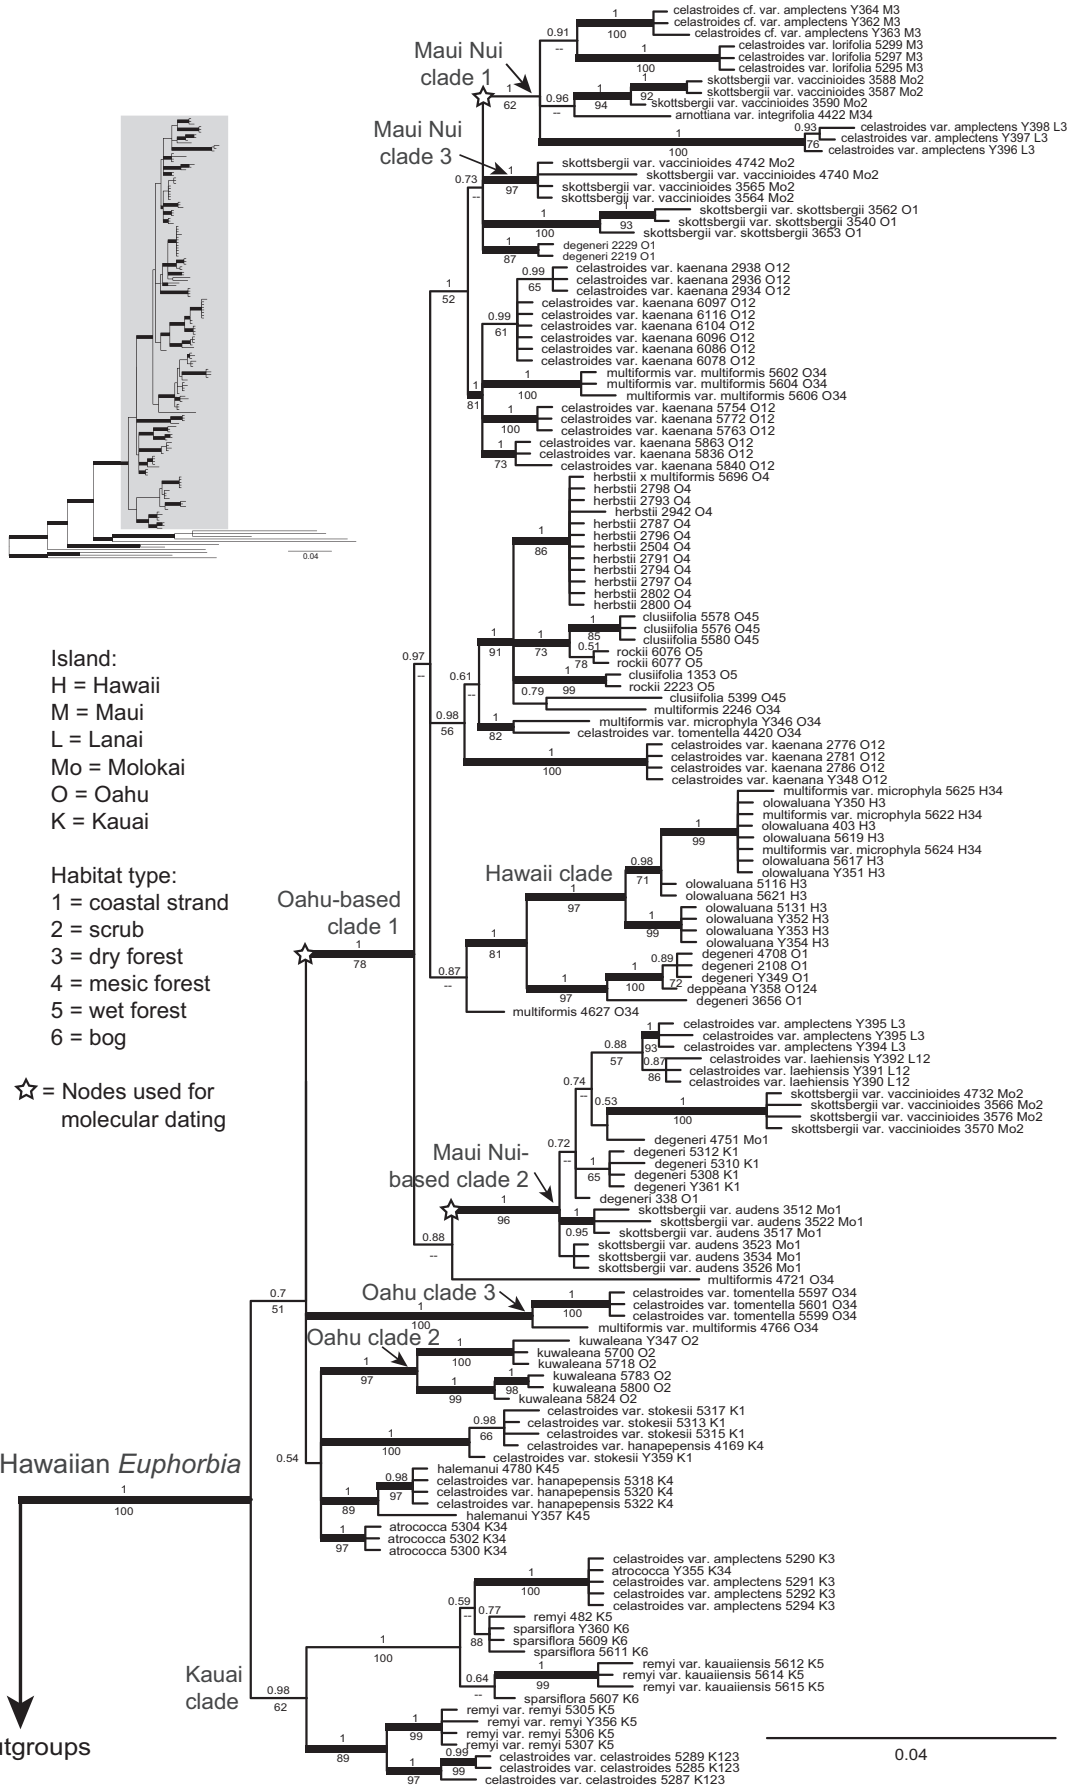 celastroides cf. var. amplectens Y364 M3
celastroides cf. var. amplectens Y362 M3
celastroides cf. var. amplectens Y363 M3
celastroides var. lorifolia 5299 M3
celastroides var. lorifolia 5297 M3
celastroides var. lorifolia 5295 M3
skottsbergii var. vaccinioides 3588 Mo2
skottsbergii var. vaccinioides 3587 Mo2
skottsbergii var. vaccinioides 3590 Mo2
arnottiana var. integrifolia 4422 M34
celastroides var. amplectens Y398 L3
celastroides var. amplectens Y397 L3
celastroides var. amplectens Y396 L3
skottsbergii var. vaccinioides 4742 Mo2
skottsbergii var. vaccinioides 4740 Mo2
skottsbergii var. vaccinioides 3565 Mo2
skottsbergii var. vaccinioides 3564 Mo2
skottsbergii var. skottsbergii 3562 O1
skottsbergii var. skottsbergii 3540 O1
skottsbergii var. skottsbergii 3653 O1
degeneri 2229 O1
degeneri 2219 O1
celastroides var. kaenana 2938 O12
celastroides var. kaenana 2936 O12
celastroides var. kaenana 2934 O12
celastroides var. kaenana 6097 O12
celastroides var. kaenana 6116 O12
celastroides var. kaenana 6104 O12
celastroides var. kaenana 6096 O12
celastroides var. kaenana 6086 O12
celastroides var. kaenana 6078 O12
multiformis var. multiformis 5602 O34
multiformis var. multiformis 5604 O34
multiformis var. multiformis 5606 O34
celastroides var. kaenana 5754 O12
celastroides var. kaenana 5772 O12
celastroides var. kaenana 5763 O12
celastroides var. kaenana 5863 O12
celastroides var. kaenana 5836 O12
celastroides var. kaenana 5840 O12
herbstii x multiformis 5696 O4
herbstii 2798 O4
herbstii 2793 O4
herbstii 2942 O4
herbstii 2787 O4
herbstii 2796 O4
herbstii 2504 O4
herbstii 2791 O4
herbstii 2794 O4
herbstii 2797 O4
herbstii 2802 O4
herbstii 2800 O4
clusiifolia 5578 O45
clusiifolia 5576 O45
clusiifolia 5580 O45
rockii 6076 O5
rockii 6077 O5
clusiifolia 1353 O5
rockii 2223 O5
clusiifolia 5399 O45
multiformis 2246 O34
multiformis var. microphyla Y346 O34
celastroides var. tomentella 4420 O34
celastroides var. kaenana 2776 O12
celastroides var. kaenana 2781 O12
celastroides var. kaenana 2786 O12
celastroides var. kaenana Y348 O12
multiformis var. microphyla 5625 H34
olowaluana Y350 H3
multiformis var. microphyla 5622 H34
olowaluana 403 H3
olowaluana 5619 H3
multiformis var. microphyla 5624 H34
olowaluana 5617 H3
olowaluana Y351 H3
olowaluana 5116 H3
olowaluana 5621 H3
olowaluana 5131 H3
olowaluana Y352 H3
olowaluana Y353 H3
olowaluana Y354 H3
degeneri 4708 O1
degeneri 2108 O1
degeneri Y349 O1
deppeana Y358 O124
degeneri 3656 O1
multiformis 4627 O34
celastroides var. amplectens Y395 L3
celastroides var. amplectens Y395 L3
celastroides var. amplectens Y394 L3
celastroides var. laehiensis Y392 L12
celastroides var. laehiensis Y391 L12
celastroides var. laehiensis Y390 L12
skottsbergii var. vaccinioides 4732 Mo2
skottsbergii var. vaccinioides 3566 Mo2
skottsbergii var. vaccinioides 3576 Mo2
skottsbergii var. vaccinioides 3570 Mo2
degeneri 4751 Mo1
degeneri 5312 K1
degeneri 5310 K1
degeneri 5308 K1
degeneri Y361 K1
degeneri 338 O1
skottsbergii var. audens 3512 Mo1
skottsbergii var. audens 3522 Mo1
skottsbergii var. audens 3517 Mo1
skottsbergii var. audens 3523 Mo1
skottsbergii var. audens 3534 Mo1
skottsbergii var. audens 3526 Mo1
multiformis 4721 O34
celastroides var. tomentella 5597 O34
celastroides var. tomentella 5601 O34
celastroides var. tomentella 5599 O34
multiformis var. multiformis 4766 O34
kuwaleana Y347 O2
kuwaleana 5700 O2
kuwaleana 5718 O2
kuwaleana 5783 O2
kuwaleana 5800 O2
kuwaleana 5824 O2
celastroides var. stokesii 5317 K1
celastroides var. stokesii 5313 K1
celastroides var. stokesii 5315 K1
celastroides var. hanapepensis 4169 K4
celastroides var. stokesii Y359 K1
halemanui 4780 K45
celastroides var. hanapepensis 5318 K4
celastroides var. hanapepensis 5320 K4
celastroides var. hanapepensis 5322 K4
halemanui Y357 K45
atrococca 5304 K34
atrococca 5302 K34
atrococca 5300 K34
celastroides var. amplectens 5290 K3
atrococca Y355 K34
celastroides var. amplectens 5291 K3
celastroides var. amplectens 5292 K3
celastroides var. amplectens 5294 K3
remyi 482 K5
sparsiflora Y360 K6
sparsiflora 5609 K6
sparsiflora 5611 K6
remyi var. kauaiiensis 5612 K5
remyi var. kauaiiensis 5614 K5
remyi var. kauaiiensis 5615 K5
sparsiflora 5607 K6
remyi var. remyi 5305 K5
remyi var. remyi Y356 K5
remyi var. remyi 5306 K5
remyi var. remyi 5307 K5
celastroides var. celastroides 5289 K123
celastroides var. celastroides 5285 K123
celastroides var. celastroides 5287 K123
Maui Nui
clade 1
Maui Nui
clade 3
Hawaii clade
Oahu-based
clade 1
Maui Nui-
based clade 2
Oahu clade 3
Oahu clade 2
Hawaiian Euphorbia
Kauai
clade
utgroups
Island:
H = Hawaii
M = Maui
L = Lanai
Mo = Molokai
O = Oahu
K = Kauai
Habitat type:
1 = coastal strand
2 = scrub
3 = dry forest
4 = mesic forest
5 = wet forest
6 = bog
= Nodes used for
molecular dating
0.04
0.04